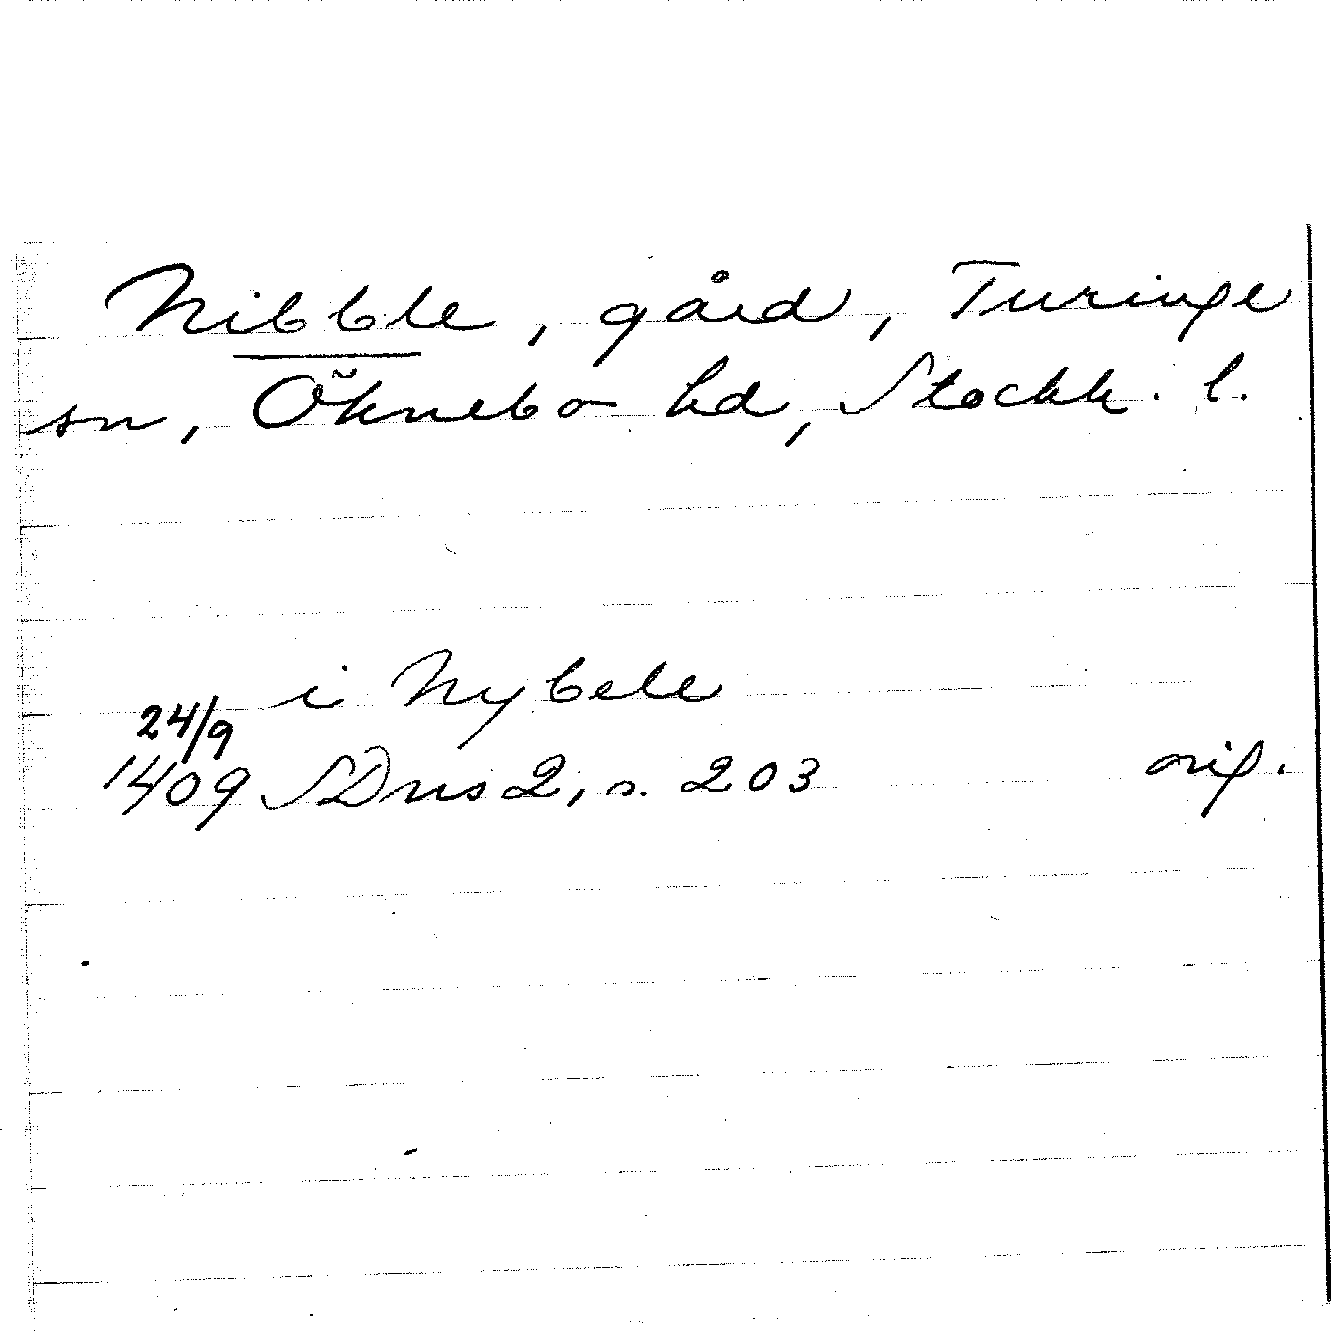 Nibble, gård, Turinge
sn, Öknebo hd, Stockh. l.
i Nybele
24/9
1409 SDns 2, s. 203 orig.